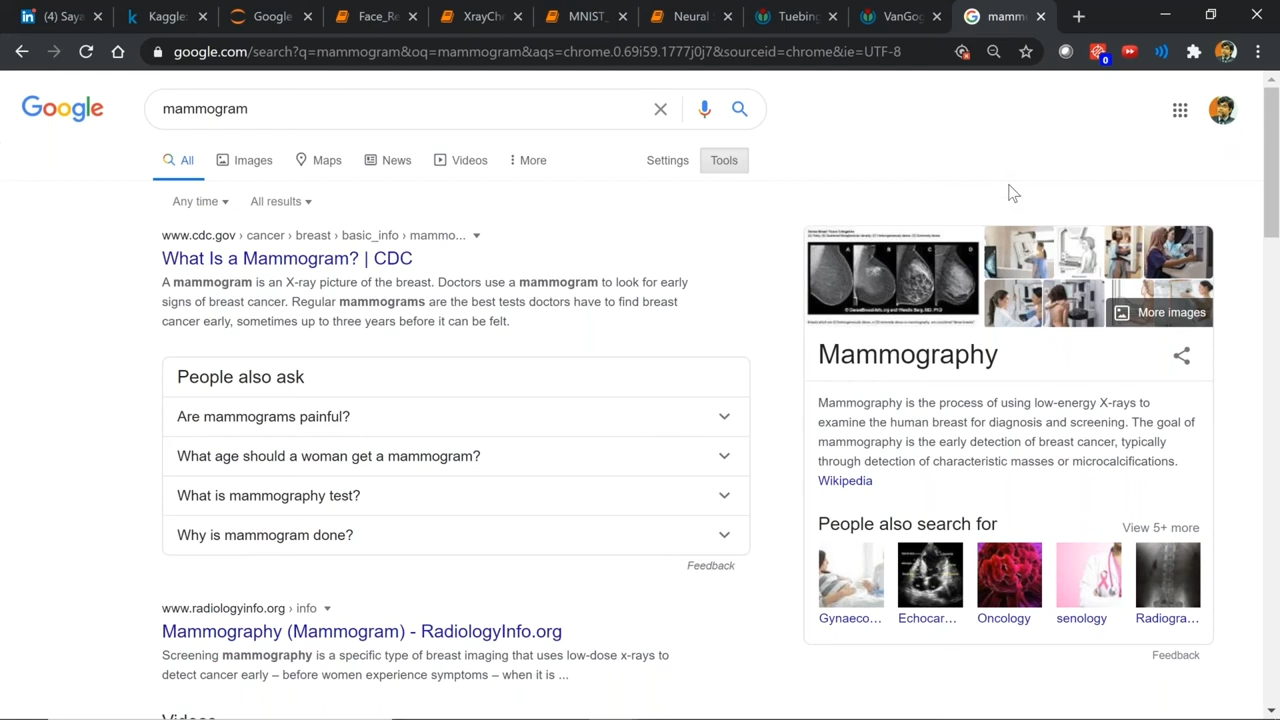 (4) Saya
Kaggle:
Google
Face_Re
XrayChe
MNIST_
Neural
Tuebing
VanGog
mammo
google.com/search?q=mammogram&oq=mammogram&aqs=chrome.0.69i59.1777j0j7&sourceid=chrome&ie=UTF-8
0
Google
mammogram
All
Images
Maps
News
Videos
More
Settings
Tools
Any time
All results
www.cdc.gov › cancer › breast › basic_info › mammo...
What Is a Mammogram? | CDC
A mammogram is an X-ray picture of the breast. Doctors use a mammogram to look for early
signs of breast cancer. Regular mammograms are the best tests doctors have to find breast
cancer early, sometimes up to three years before it can be felt.
People also ask
Are mammograms painful?
What age should a woman get a mammogram?
What is mammography test?
Why is mammogram done?
Feedback
www.radiologyinfo.org › info
Mammography (Mammogram) - RadiologyInfo.org
Screening mammography is a specific type of breast imaging that uses low-dose x-rays to
detect cancer early – before women experience symptoms – when it is ...
Videos
A
B
C
D
More images
Mammography
Mammography is the process of using low-energy X-rays to
examine the human breast for diagnosis and screening. The goal of
mammography is the early detection of breast cancer, typically
through detection of characteristic masses or microcalcifications.
Wikipedia
People also search for
View 5+ more
Gynaeco...
Echocar...
Oncology
senology
Radiogra...
Feedback